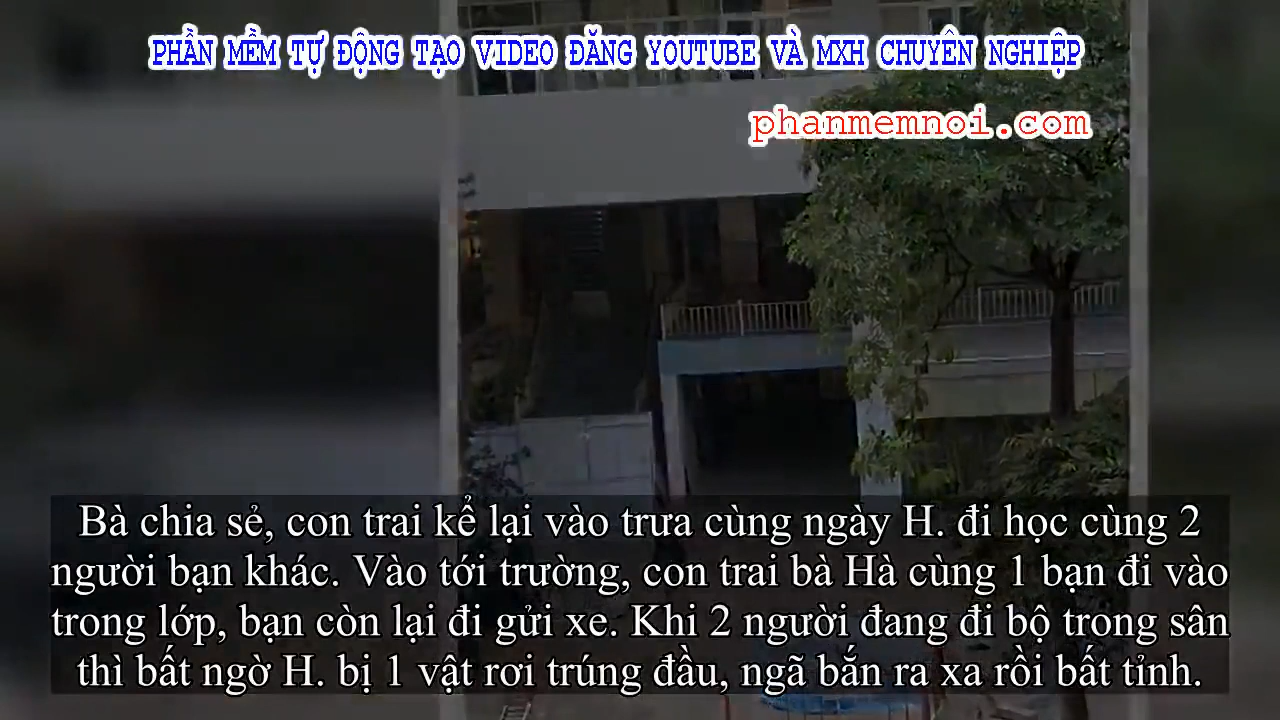 PHẦN MỀM TỰ ĐỘNG TẠO VIDEO ĐĂNG YOUTUBE VÀ MXH CHUYÊN NGHIỆP
phanmemnoi.com
Bà chia sẻ, con trai kể lại vào trưa cùng ngày H. đi học cùng 2
người bạn khác. Vào tới trường, con trai bà Hà cùng 1 bạn đi vào
trong lớp, bạn còn lại đi gửi xe. Khi 2 người đang đi bộ trong sân
thì bất ngờ H. bị 1 vật rơi trúng đầu, ngã bắn ra xa rồi bất tỉnh.